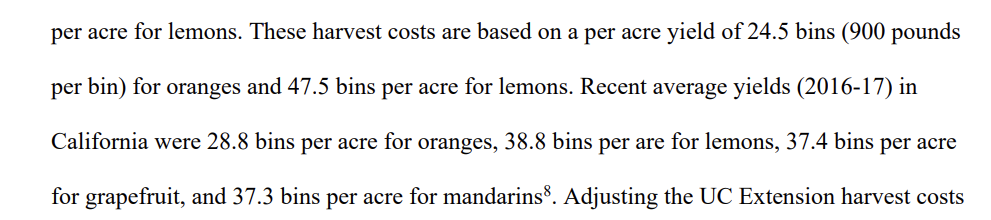 per acre for lemons. These harvest costs are based on a per acre yield of 24.5 bins (900 pounds
per bin) for oranges and 47.5 bins per acre for lemons. Recent average yields (2016-17) in
California were 28.8 bins per acre for oranges, 38.8 bins per are for lemons, 37.4 bins per acre
for grapefruit, and 37.3 bins per acre for mandarins⁸. Adjusting the UC Extension harvest costs